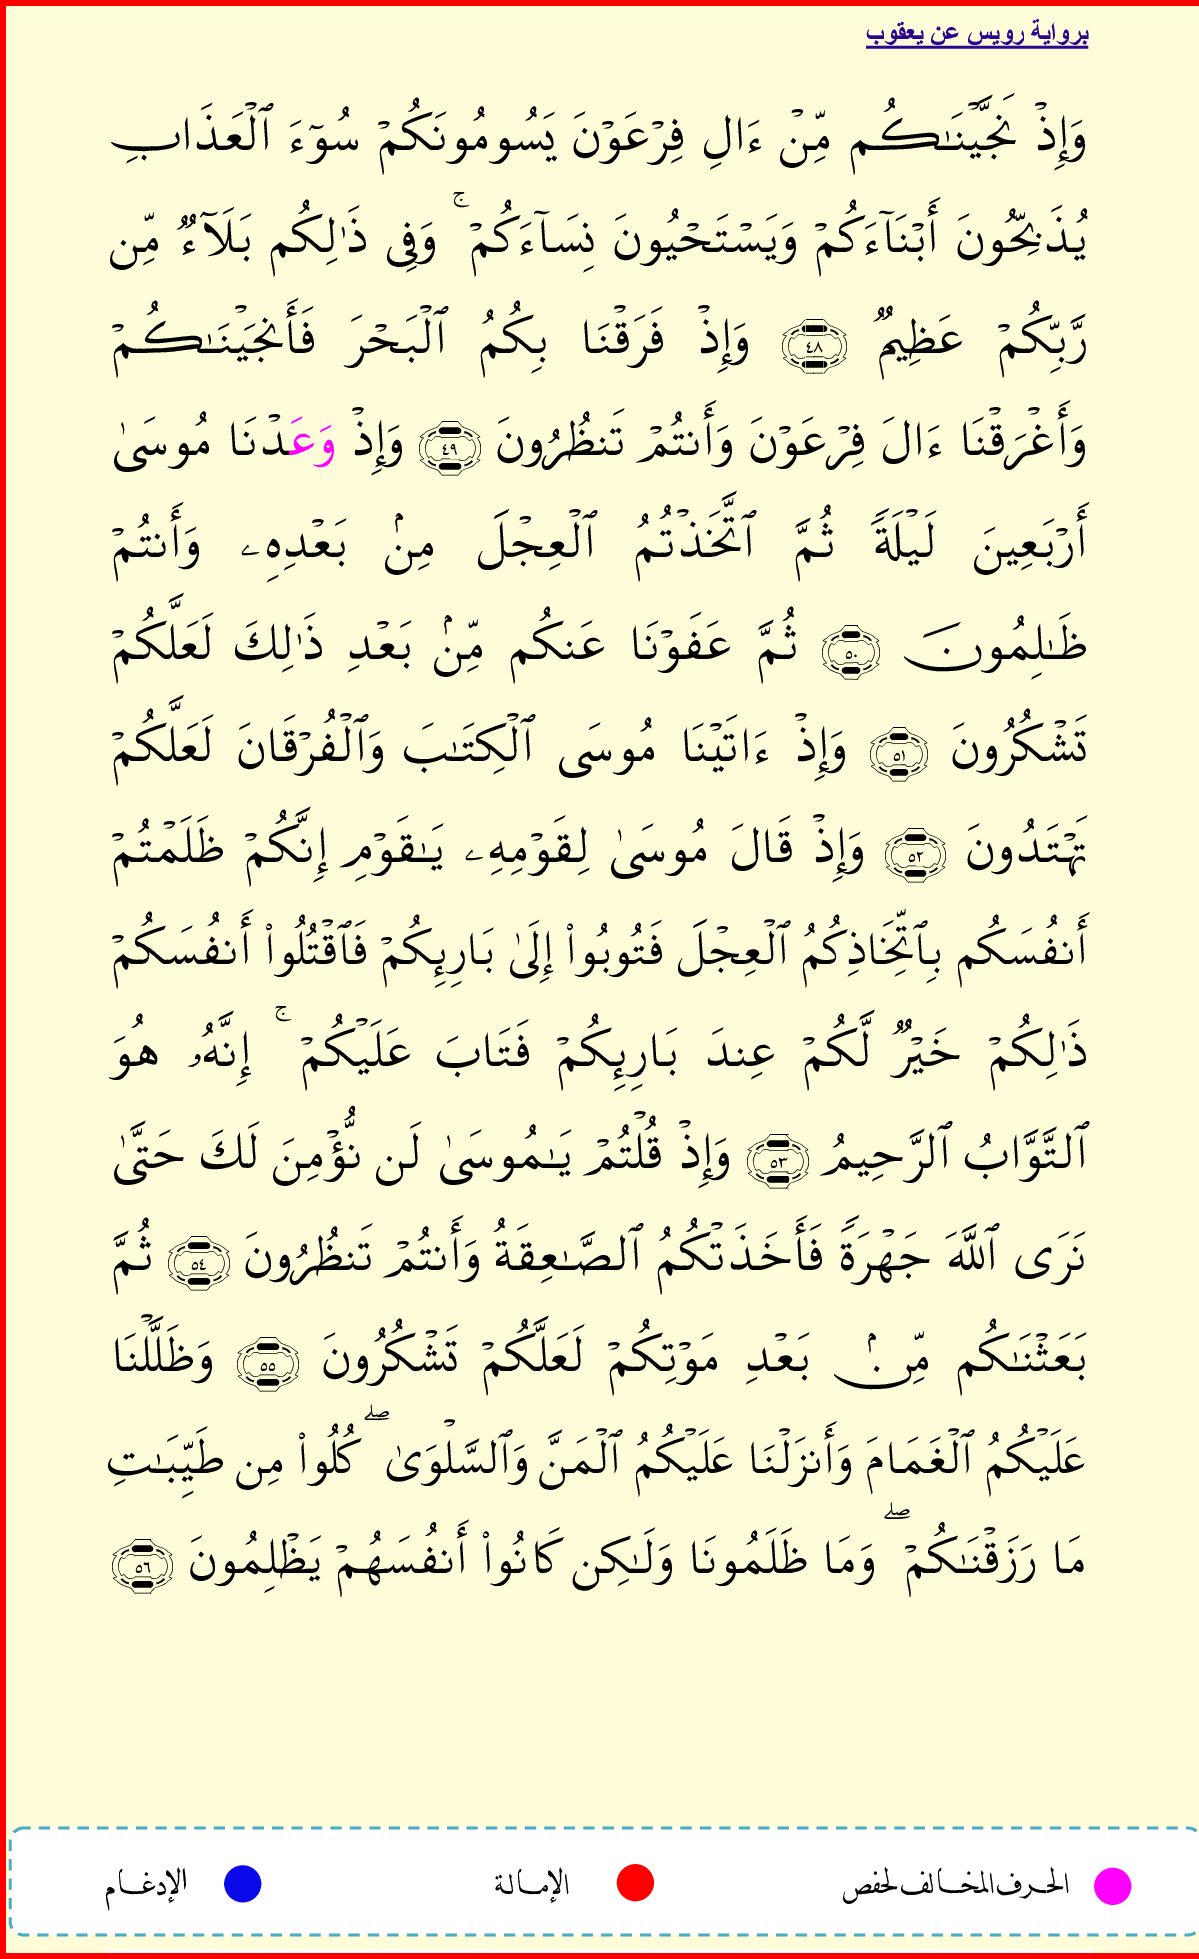 برواية رويس عن يعقوب
وَإِذۡ نَجَّيۡنَٰكُم مِّنۡ ءَالِ فِرۡعَوۡنَ يَسُومُونَكُمۡ سُوٓءَ ٱلۡعَذَابِ
يُذَبِّحُونَ أَبۡنَآءَكُمۡ وَيَسۡتَحۡيُونَ نِسَآءَكُمۡۚ وَفِي ذَٰلِكُم بَلَآءٞ مِّن
رَّبِّكُمۡ عَظِيمٞ ٤٨ وَإِذۡ فَرَقۡنَا بِكُمُ ٱلۡبَحۡرَ فَأَنجَيۡنَٰكُمۡ
وَأَغۡرَقۡنَا ءَالَ فِرۡعَوۡنَ وَأَنتُمۡ تَنظُرُونَ ٤٩ وَإِذۡ وَعَدۡنَا مُوسَىٰ
أَرۡبَعِينَ لَيۡلَةٗ ثُمَّ ٱتَّخَذۡتُمُ ٱلۡعِجۡلَ مِنۢ بَعۡدِهِۦ وَأَنتُمۡ
ظَٰلِمُونَ ٥٠ ثُمَّ عَفَوۡنَا عَنكُم مِّنۢ بَعۡدِ ذَٰلِكَ لَعَلَّكُمۡ
تَشۡكُرُونَ ٥١ وَإِذۡ ءَاتَيۡنَا مُوسَى ٱلۡكِتَٰبَ وَٱلۡفُرۡقَانَ لَعَلَّكُمۡ
تَهۡتَدُونَ ٥٢ وَإِذۡ قَالَ مُوسَىٰ لِقَوۡمِهِۦ يَٰقَوۡمِ إِنَّكُمۡ ظَلَمۡتُمۡ
أَنفُسَكُم بِٱتِّخَاذِكُمُ ٱلۡعِجۡلَ فَتُوبُواْ إِلَىٰ بَارِئِكُمۡ فَٱقۡتُلُواْ أَنفُسَكُمۡ
ذَٰلِكُمۡ خَيۡرٞ لَّكُمۡ عِندَ بَارِئِكُمۡ فَتَابَ عَلَيۡكُمۡۚ إِنَّهُۥ هُوَ
ٱلتَّوَّابُ ٱلرَّحِيمُ ٥٣ وَإِذۡ قُلۡتُمۡ يَٰمُوسَىٰ لَن نُّؤۡمِنَ لَكَ حَتَّىٰ
نَرَى ٱللَّهَ جَهۡرَةٗ فَأَخَذَتۡكُمُ ٱلصَّٰعِقَةُ وَأَنتُمۡ تَنظُرُونَ ٥٤ ثُمَّ
بَعَثۡنَٰكُم مِّنۢ بَعۡدِ مَوۡتِكُمۡ لَعَلَّكُمۡ تَشۡكُرُونَ ٥٥ وَظَلَّلۡنَا
عَلَيۡكُمُ ٱلۡغَمَامَ وَأَنزَلۡنَا عَلَيۡكُمُ ٱلۡمَنَّ وَٱلسَّلۡوَىٰۖ كُلُواْ مِن طَيِّبَٰتِ
مَا رَزَقۡنَٰكُمۡۖ وَمَا ظَلَمُونَا وَلَٰكِن كَانُواْ أَنفُسَهُمۡ يَظۡلِمُونَ ٥٦
الحرف المخالف لحفص الإمالة الإدغام